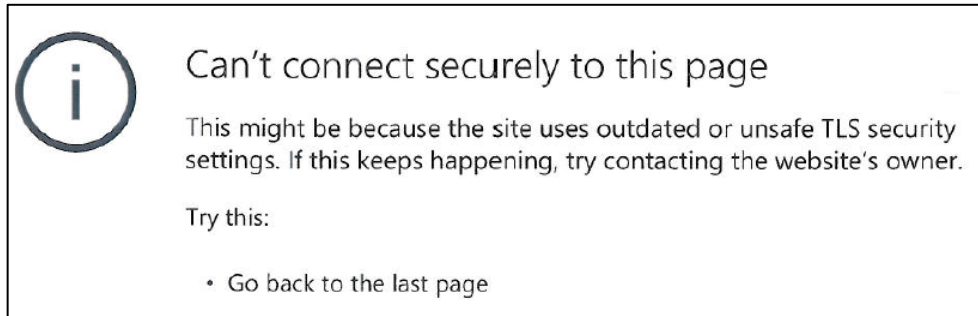 i
Can't connect securely to this page
This might be because the site uses outdated or unsafe TLS security
settings. If this keeps happening, try contacting the website's owner.
Try this:
• Go back to the last page